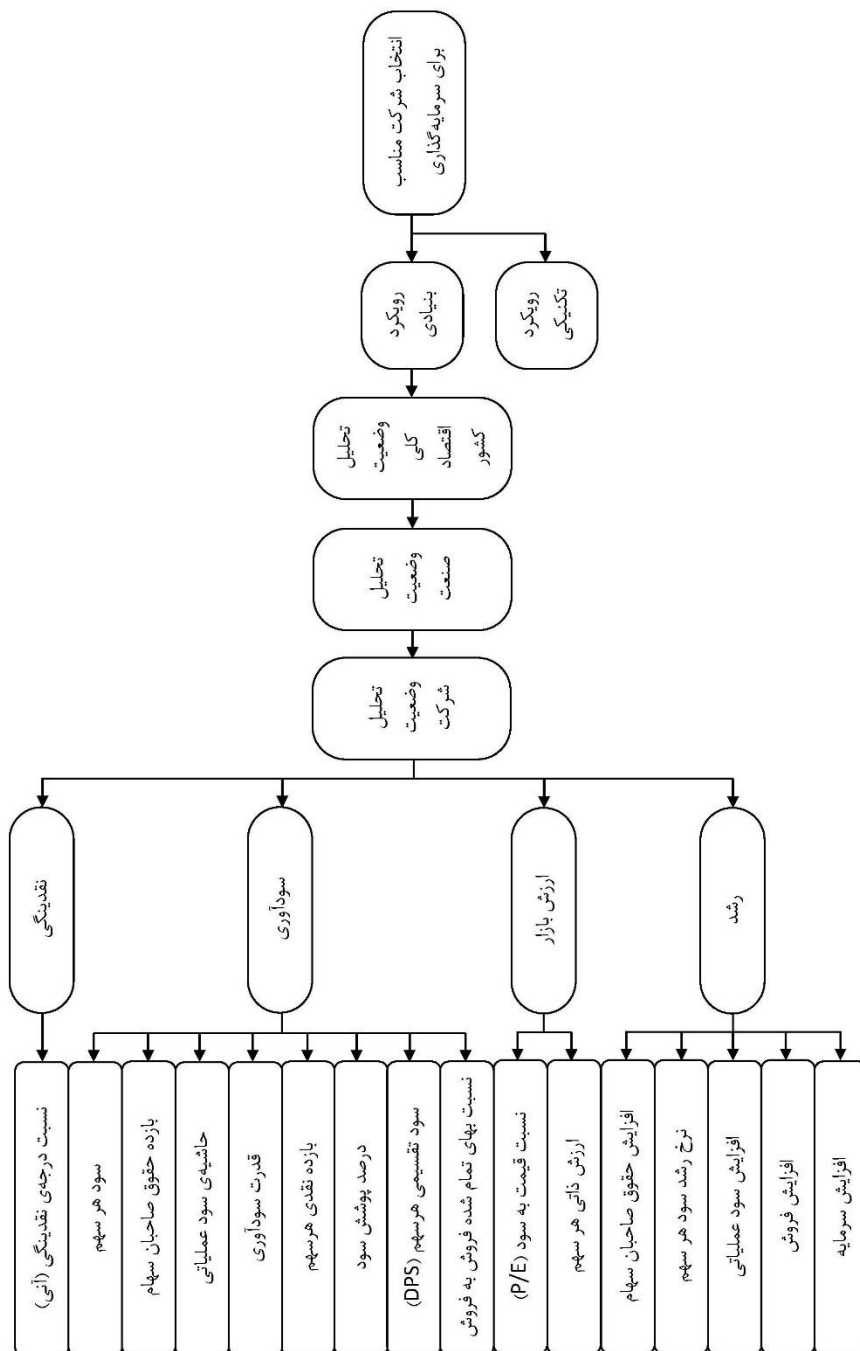 انتخاب شرکت مناسب
برای سرمایه‌گذاری
رویکرد
تکنیکی
رویکرد
بنیادی
تحلیل
وضعیت
کلی
اقتصاد
کشور
تحلیل
وضعیت
صنعت
تحلیل
وضعیت
شرکت
رشد
ارزش بازار
سودآوری
نقدینگی
افزایش سرمایه
افزایش فروش
افزایش سود عملیاتی
نرخ رشد سود هر سهم
افزایش حقوق صاحبان سهام
ارزش ذاتی هر سهم
نسبت قیمت به سود (P/E)
نسبت بهای تمام شده فروش به فروش
سود تقسیمی هرسهم (DPS)
درصد پوشش سود
بازده نقدی هرسهم
قدرت سودآوری
حاشیه‌ی سود عملیاتی
بازده حقوق صاحبان سهام
سود هر سهم
نسبت درجه‌ی نقدینگی (آنی)